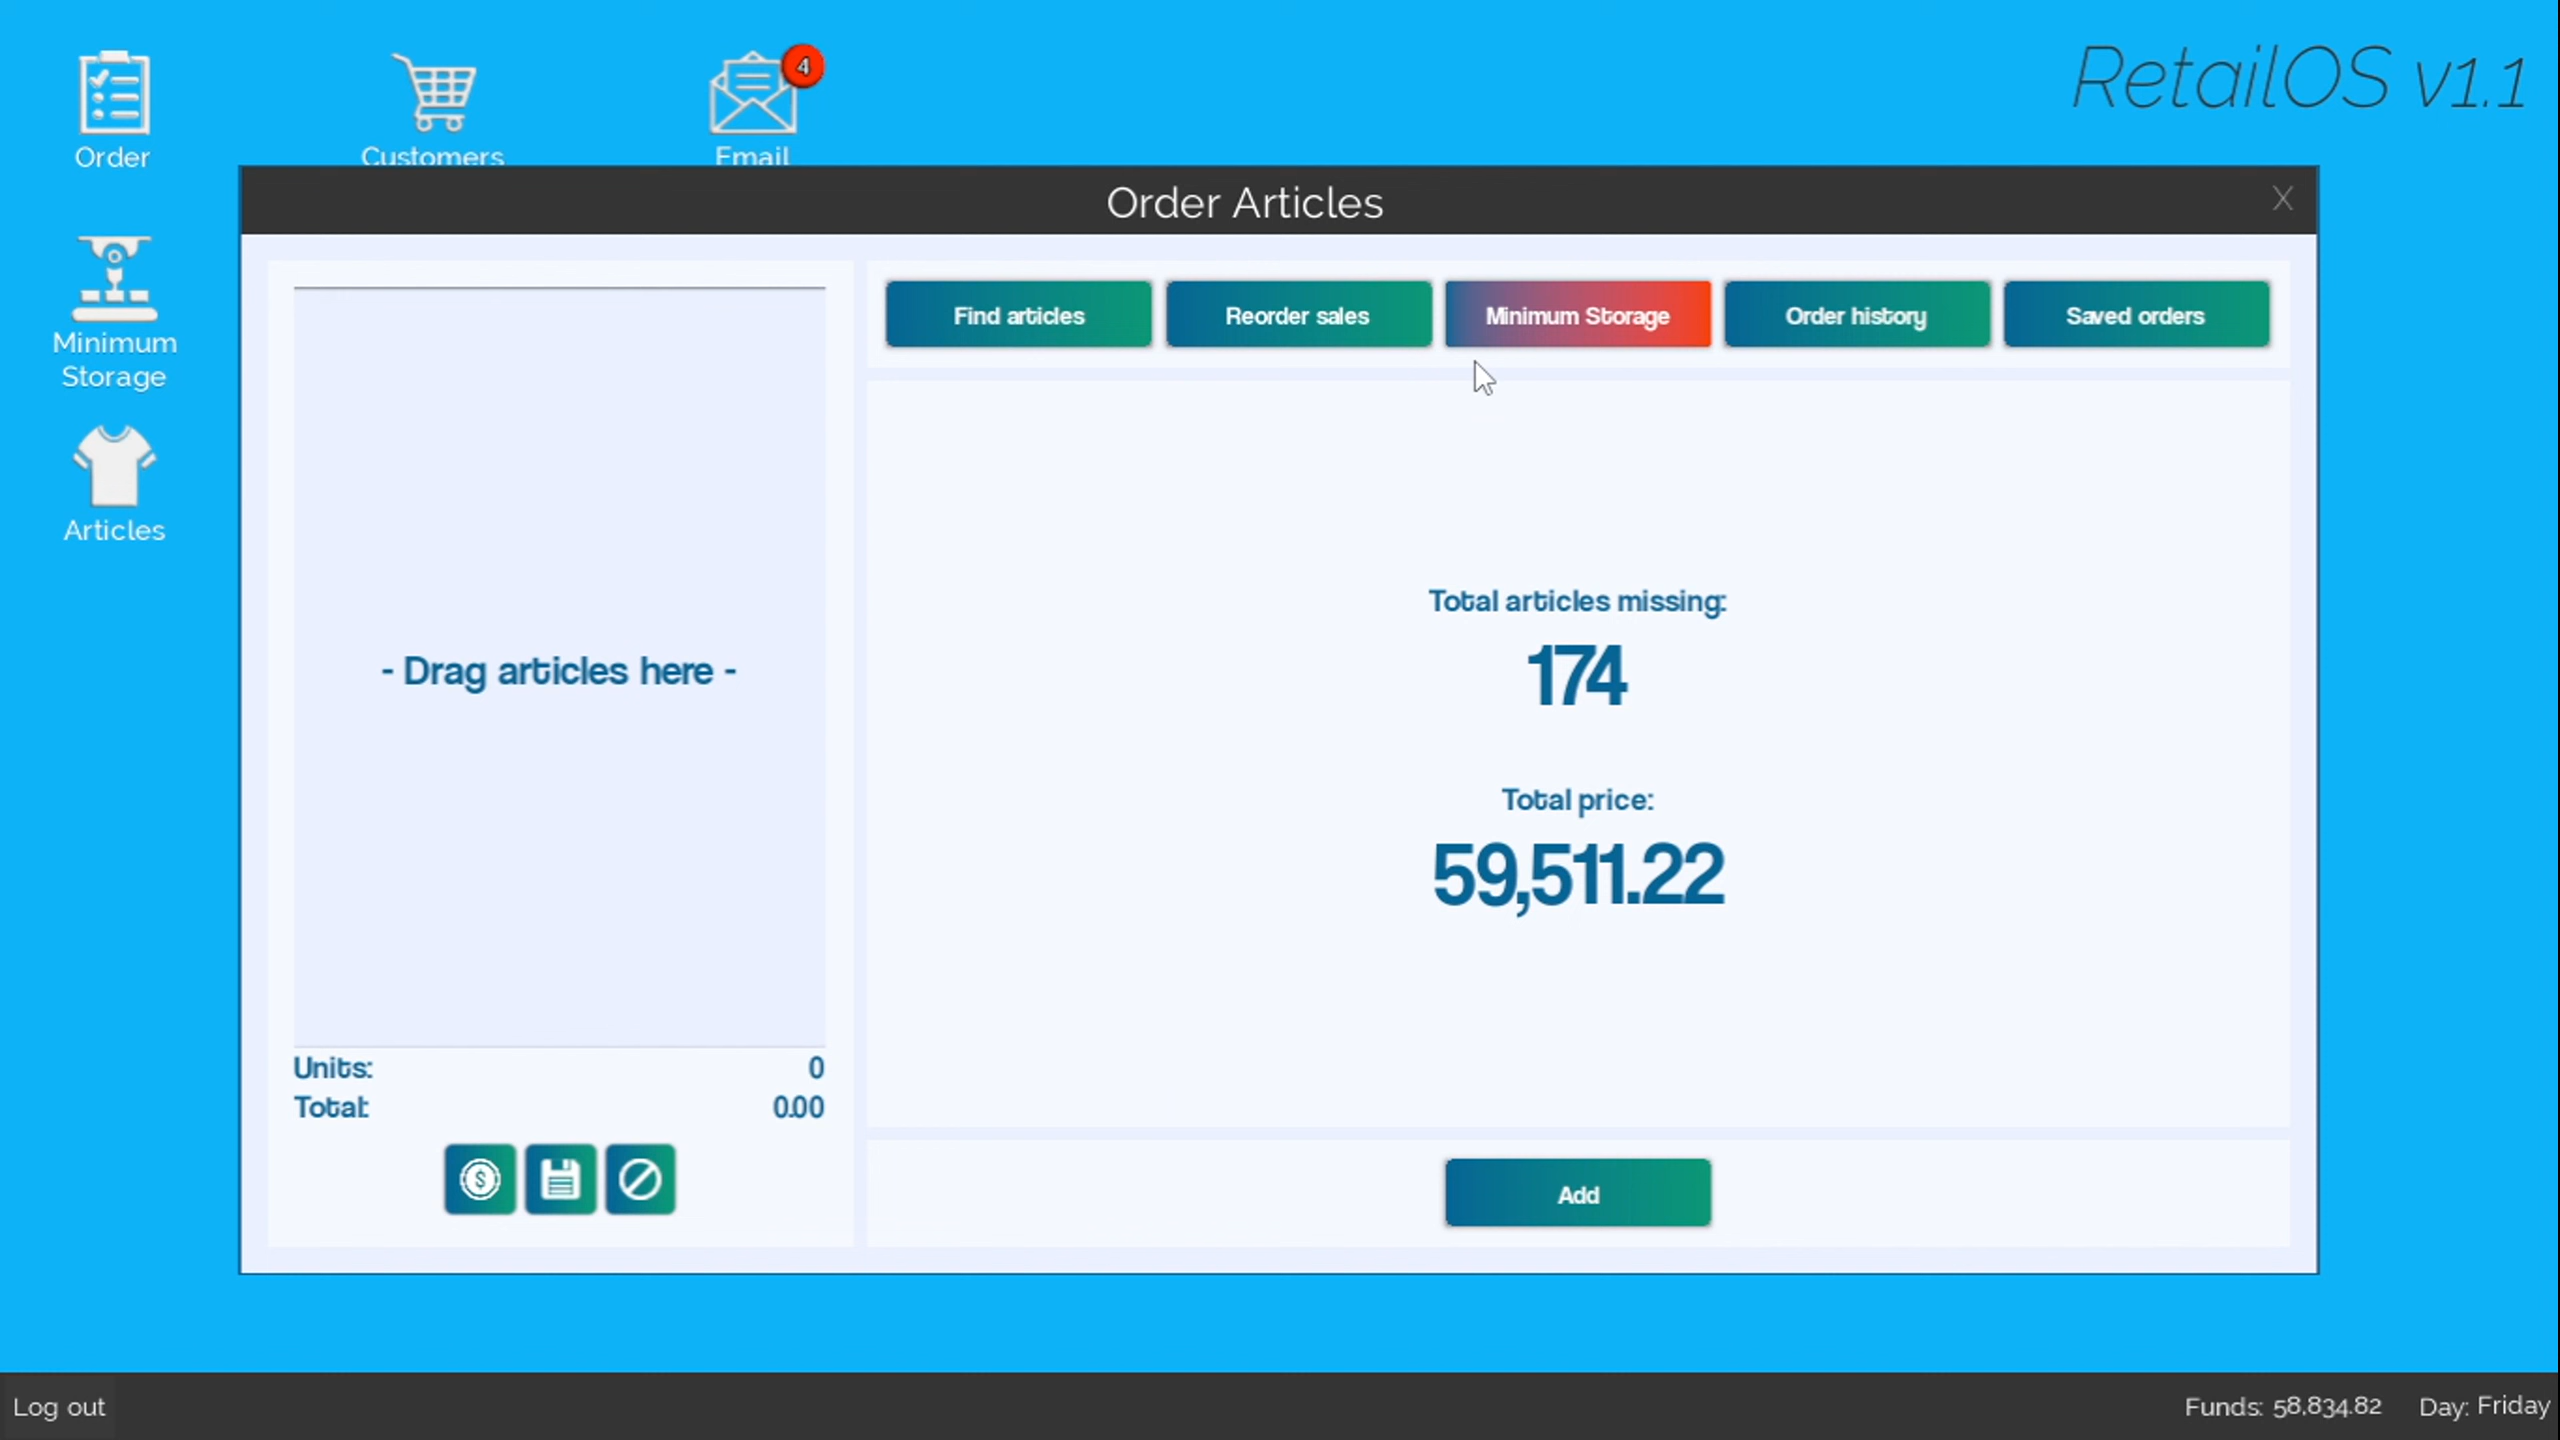 RetailOS v1.1
Order
Customers
Email
4
Minimum
Storage
Articles
Order Articles
X
Find articles
Reorder sales
Minimum Storage
Order history
Saved orders
- Drag articles here -
Total articles missing:
174
Total price:
59,511.22
Units: 0
Total: 0.00
$
Add
Log out
Funds: 58,834.82
Day: Friday